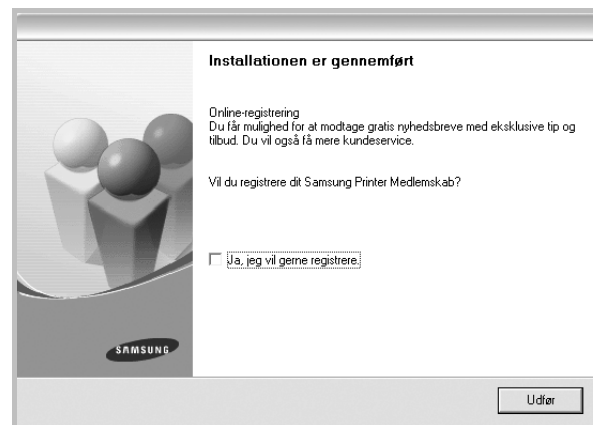 Installationen er gennemført
Online-registrering
Du får mulighed for at modtage gratis nyhedsbreve med eksklusive tip og
tilbud. Du vil også få mere kundeservice.
Vil du registrere dit Samsung Printer Medlemskab?
Ja, jeg vil gerne registrere.
SAMSUNG
Udfør